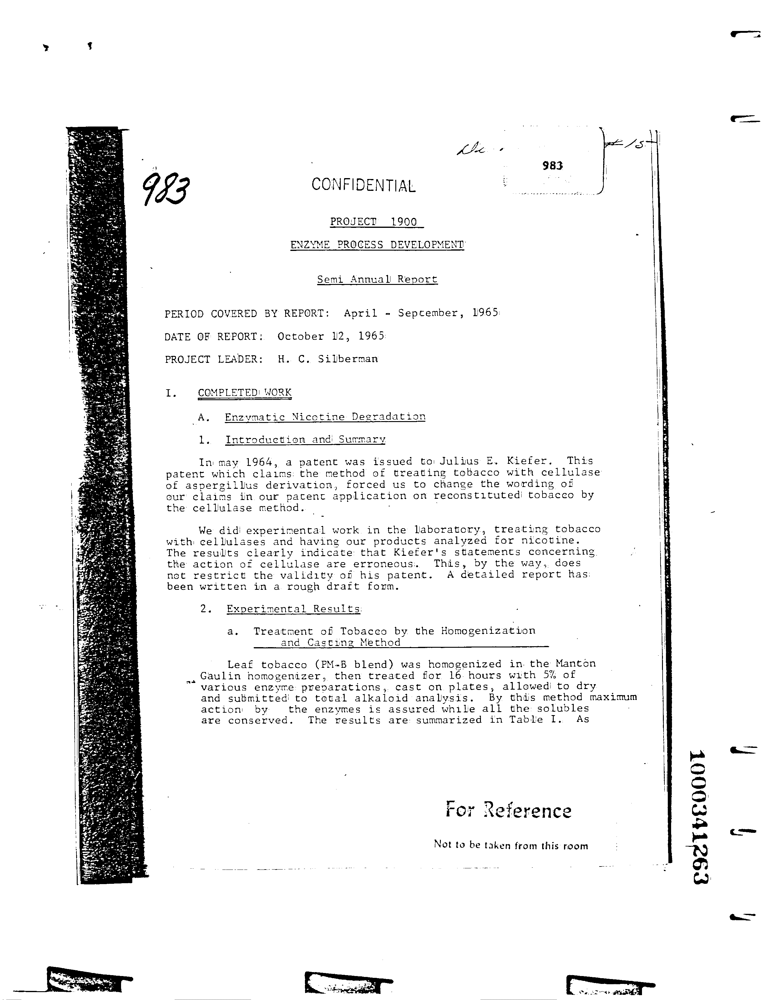 # 15
983
983
CONFIDENTIAL
PROJECT 1900
ENZYME PROCESS DEVELOPMENT
Semi Annual Report
PERIOD COVERED BY REPORT: April - September, 1965
DATE OF REPORT: October 12, 1965
PROJECT LEADER: H. C. Silberman
I. COMPLETED WORK
A. Enzymatic Nicotine Degradation
1. Introduction and Summary
In may 1964, a patent was issued to Julius E. Kiefer. This
patent which claims the method of treating tobacco with cellulase
of aspergillus derivation, forced us to change the wording of
our claims in our patent application on reconstituted tobacco by
the cellulase method.
We did experimental work in the laboratory, treating tobacco
with cellulases and having our products analyzed for nicotine.
The results clearly indicate that Kiefer's statements concerning
the action of cellulase are erroneous. This, by the way, does
not restrict the validity of his patent. A detailed report has
been written in a rough draft form.
2. Experimental Results
a. Treatment of Tobacco by the Homogenization
and Casting Method
Leaf tobacco (PM-B blend) was homogenized in the Manton
Gaulin homogenizer, then treated for 16 hours with 5% of
various enzyme preparations, cast on plates, allowed to dry
and submitted to total alkaloid analysis. By this method maximum
action by the enzymes is assured while all the solubles
are conserved. The results are summarized in Table I. As
For Reference
Not to be taken from this room
1000341263